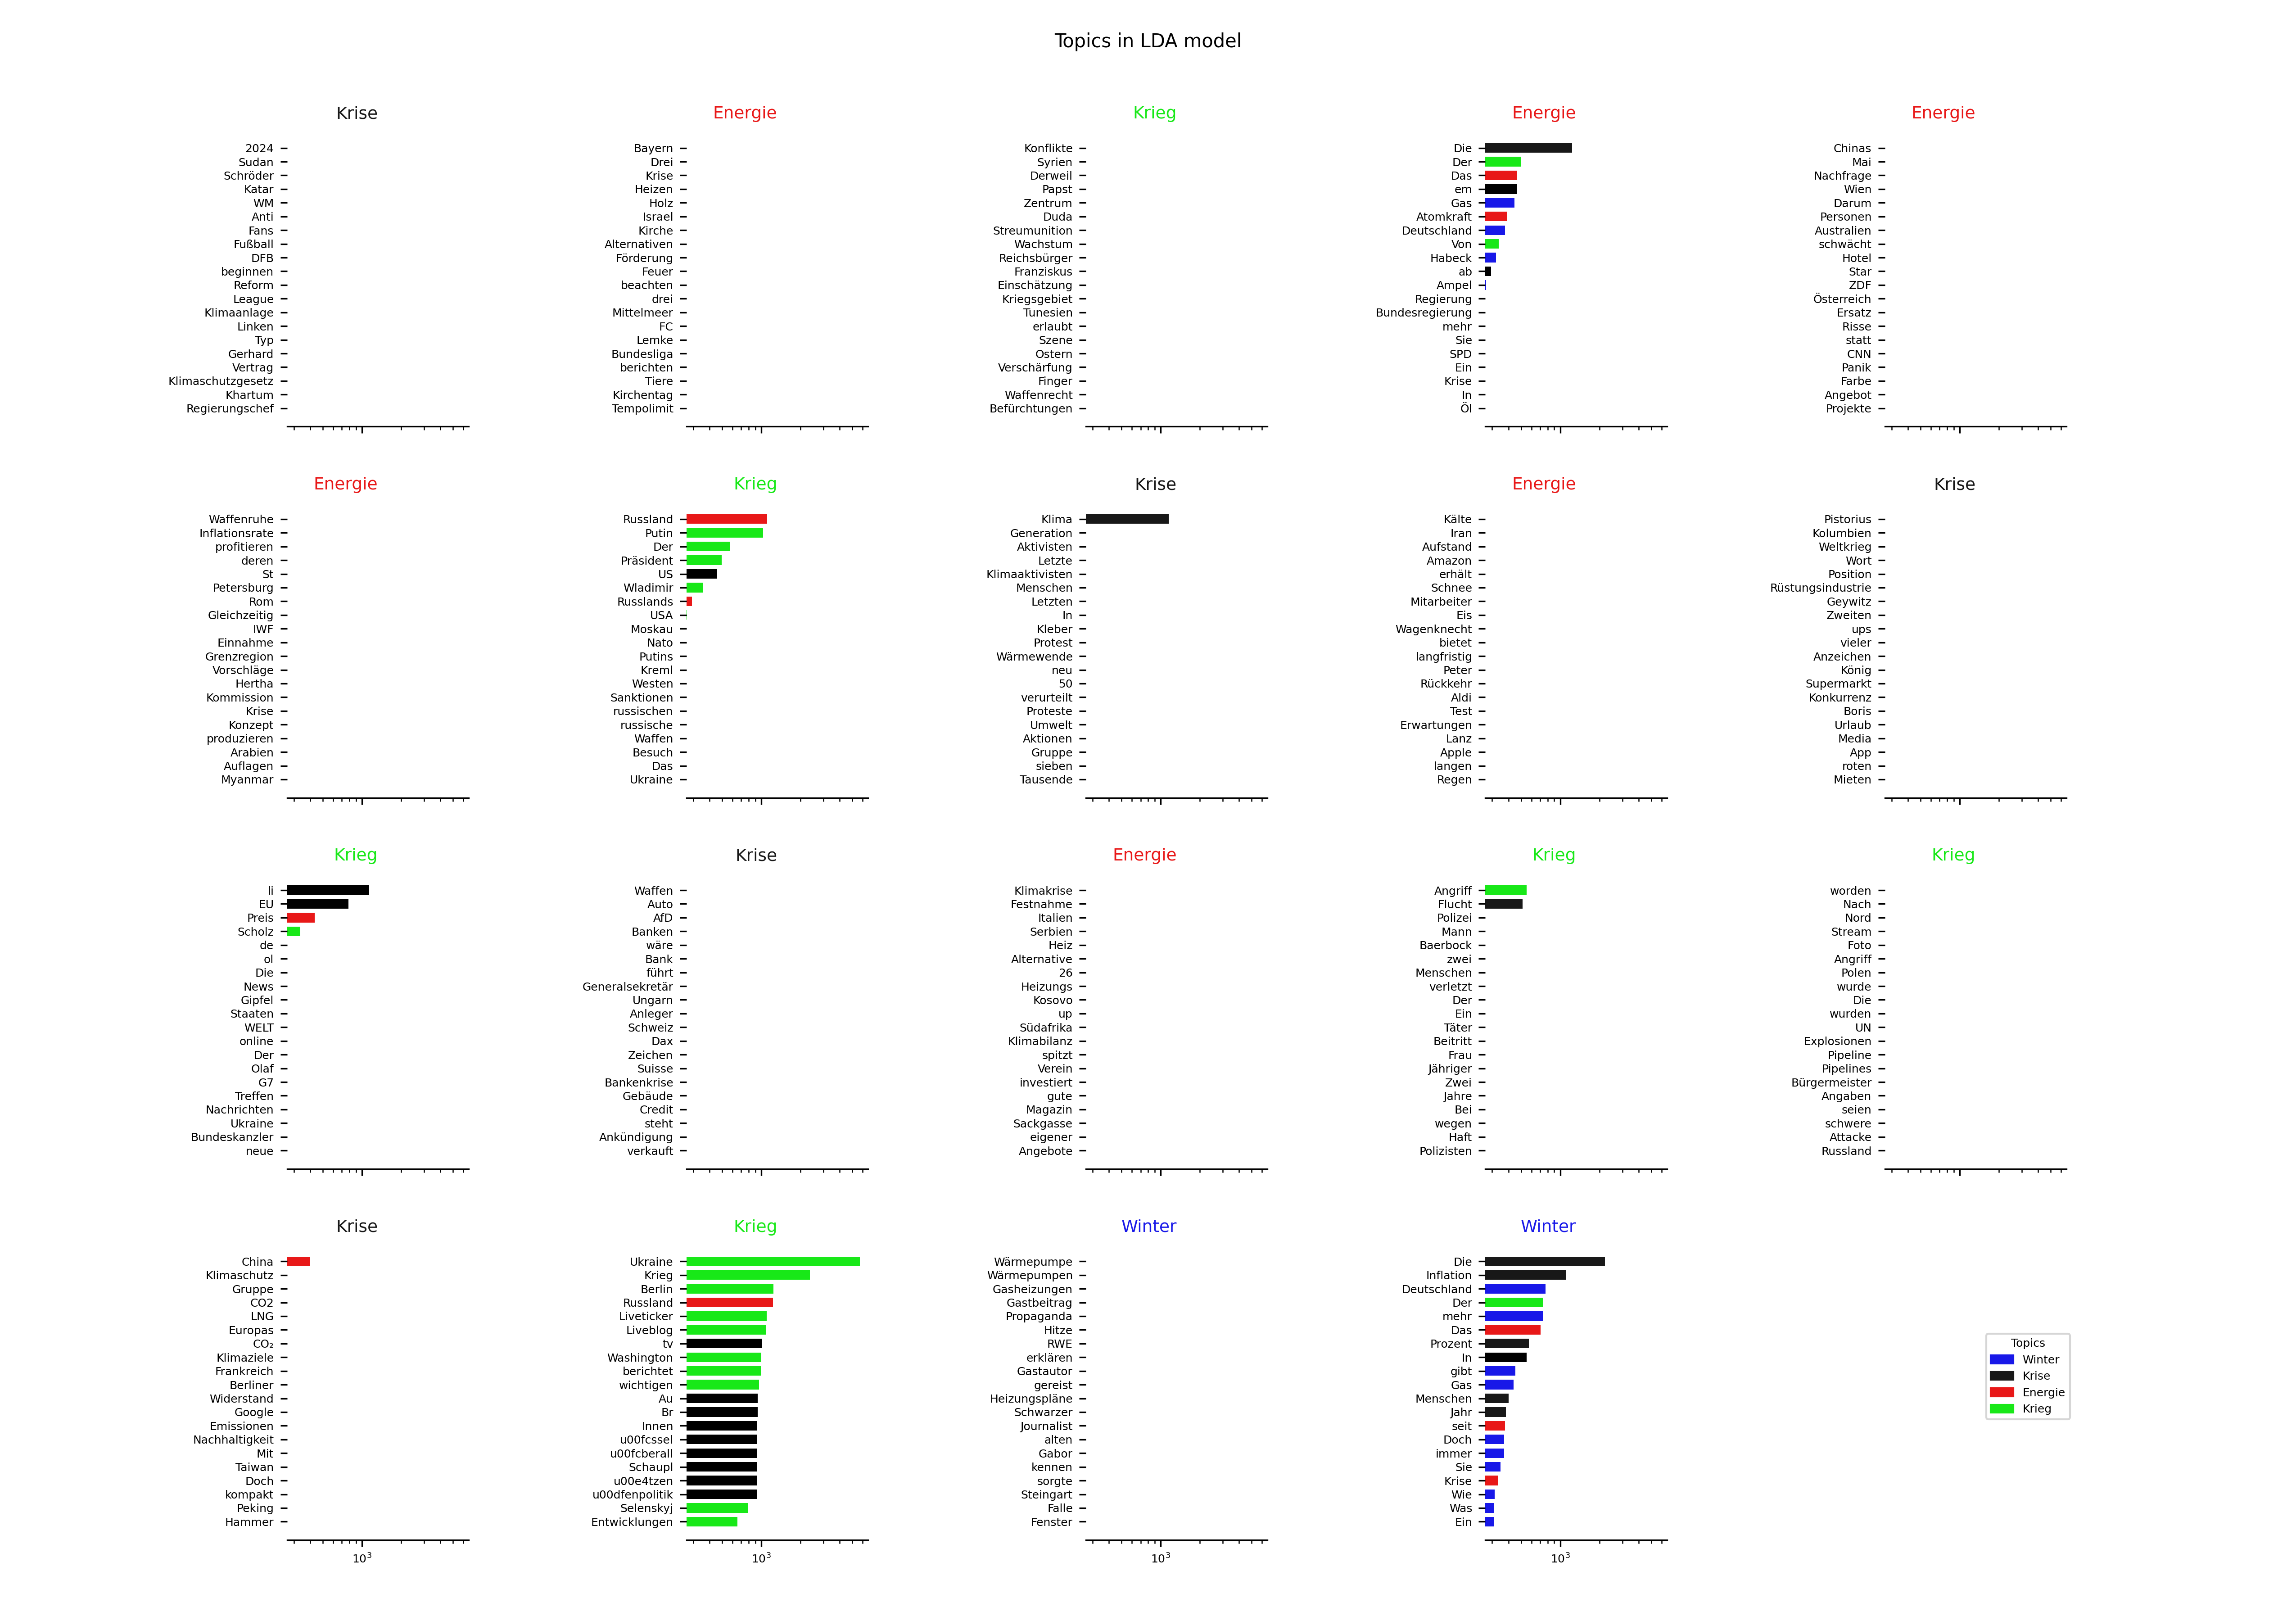 Topics in LDA model
Krise
2024
Sudan
Schröder
Katar
WM
Anti
Fans
Fußball
DFB
beginnen
Reform
League
Klimaanlage
Linken
Typ
Gerhard
Vertrag
Klimaschutzgesetz
Khartum
Regierungschef
Energie
Bayern
Drei
Krise
Heizen
Holz
Israel
Kirche
Alternativen
Förderung
Feuer
beachten
drei
Mittelmeer
FC
Lemke
Bundesliga
berichten
Tiere
Kirchentag
Tempolimit
Krieg
Konflikte
Syrien
Derweil
Papst
Zentrum
Duda
Streumunition
Wachstum
Reichsbürger
Franziskus
Einschätzung
Kriegsgebiet
Tunesien
erlaubt
Szene
Ostern
Verschärfung
Finger
Waffenrecht
Befürchtungen
Energie
Die
Der
Das
em
Gas
Atomkraft
Deutschland
Von
Habeck
ab
Ampel
Regierung
Bundesregierung
mehr
Sie
SPD
Ein
Krise
In
Öl
Energie
Chinas
Mai
Nachfrage
Wien
Darum
Personen
Australien
schwächt
Hotel
Star
ZDF
Österreich
Ersatz
Risse
statt
CNN
Panik
Farbe
Angebot
Projekte
Energie
Waffenruhe
Inflationsrate
profitieren
deren
St
Petersburg
Rom
Gleichzeitig
IWF
Einnahme
Grenzregion
Vorschläge
Hertha
Kommission
Krise
Konzept
produzieren
Arabien
Auflagen
Myanmar
Krieg
Russland
Putin
Der
Präsident
US
Wladimir
Russlands
USA
Moskau
Nato
Putins
Kreml
Westen
Sanktionen
russischen
russische
Waffen
Besuch
Das
Ukraine
Krise
Klima
Generation
Aktivisten
Letzte
Klimaaktivisten
Menschen
Letzten
In
Kleber
Protest
Wärmewende
neu
50
verurteilt
Proteste
Umwelt
Aktionen
Gruppe
sieben
Tausende
Energie
Kälte
Iran
Aufstand
Amazon
erhält
Schnee
Mitarbeiter
Eis
Wagenknecht
bietet
langfristig
Peter
Rückkehr
Aldi
Test
Erwartungen
Lanz
Apple
langen
Regen
Krise
Pistorius
Kolumbien
Weltkrieg
Wort
Position
Rüstungsindustrie
Geywitz
Zweiten
ups
vieler
Anzeichen
König
Supermarkt
Konkurrenz
Boris
Urlaub
Media
App
roten
Mieten
Krieg
li
EU
Preis
Scholz
de
ol
Die
News
Gipfel
Staaten
WELT
online
Der
Olaf
G7
Treffen
Nachrichten
Ukraine
Bundeskanzler
neue
Krise
Waffen
Auto
AfD
Banken
wäre
Bank
führt
Generalsekretär
Ungarn
Anleger
Schweiz
Dax
Zeichen
Suisse
Bankenkrise
Gebäude
Credit
steht
Ankündigung
verkauft
Energie
Klimakrise
Festnahme
Italien
Serbien
Heiz
Alternative
26
Heizungs
Kosovo
up
Südafrika
Klimabilanz
spitzt
Verein
investiert
gute
Magazin
Sackgasse
eigener
Angebote
Krieg
Angriff
Flucht
Polizei
Mann
Baerbock
zwei
Menschen
verletzt
Der
Ein
Täter
Beitritt
Frau
Jähriger
Zwei
Jahre
Bei
wegen
Haft
Polizisten
Krieg
worden
Nach
Nord
Stream
Foto
Angriff
Polen
wurde
Die
wurden
UN
Explosionen
Pipeline
Pipelines
Bürgermeister
Angaben
seien
schwere
Attacke
Russland
Krise
China
Klimaschutz
Gruppe
CO2
LNG
Europas
CO₂
Klimaziele
Frankreich
Berliner
Widerstand
Google
Emissionen
Nachhaltigkeit
Mit
Taiwan
Doch
kompakt
Peking
Hammer
10³
Krieg
Ukraine
Krieg
Berlin
Russland
Liveticker
Liveblog
tv
Washington
berichtet
wichtigen
Au
Br
Innen
u00fcssel
u00fcberall
Schaupl
u00e4tzen
u00dfenpolitik
Selenskyj
Entwicklungen
10³
Winter
Wärmepumpe
Wärmepumpen
Gasheizungen
Gastbeitrag
Propaganda
Hitze
RWE
erklären
Gastautor
gereist
Heizungspläne
Schwarzer
Journalist
alten
Gabor
kennen
sorgte
Steingart
Falle
Fenster
10³
Winter
Die
Inflation
Deutschland
Der
mehr
Das
Prozent
In
gibt
Gas
Menschen
Jahr
seit
Doch
immer
Sie
Krise
Wie
Was
Ein
10³
Topics
Winter
Krise
Energie
Krieg